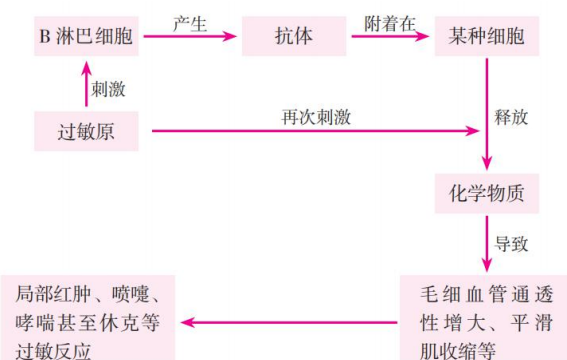 B 淋巴细胞
产生
抗体
附着在
某种细胞
刺激
过敏原
再次刺激
释放
化学物质
导致
毛细血管通透
性增大、平滑
肌收缩等
局部红肿、喷嚏、
哮喘甚至休克等
过敏反应